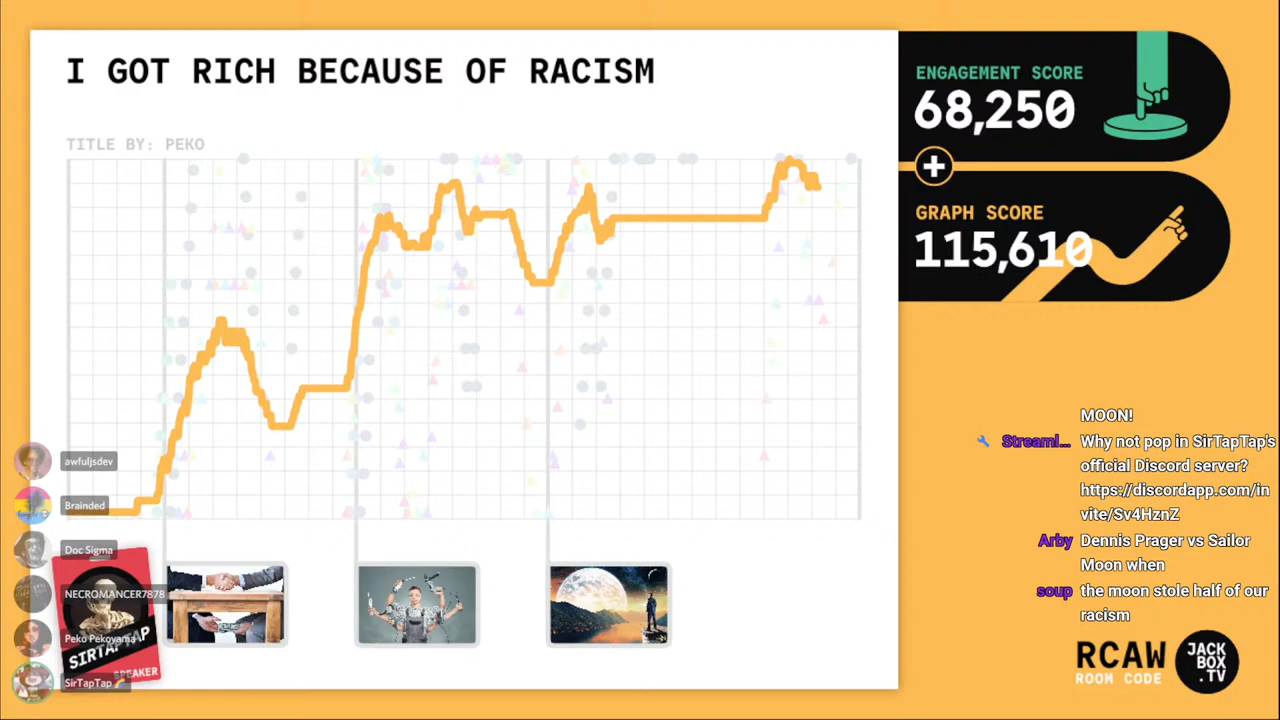 I GOT RICH BECAUSE OF RACISM
TITLE BY: PEKO
ENGAGEMENT SCORE
68,250
+
GRAPH SCORE
115,610
MOON!
Streaml... Why not pop in SirTapTap's
official Discord server?
https://discordapp.com/in
vite/Sv4HznZ
Arby Dennis Prager vs Sailor
Moon when
soup the moon stole half of our
racism
awfuljsdev
Brainded
Doc Sigma
NECROMANCER7878
Peko Pekoyama
SirTapTap
SIRTAPTAP
SPEAKER
RCAW
ROOM CODE
JACK
BOX
.TV